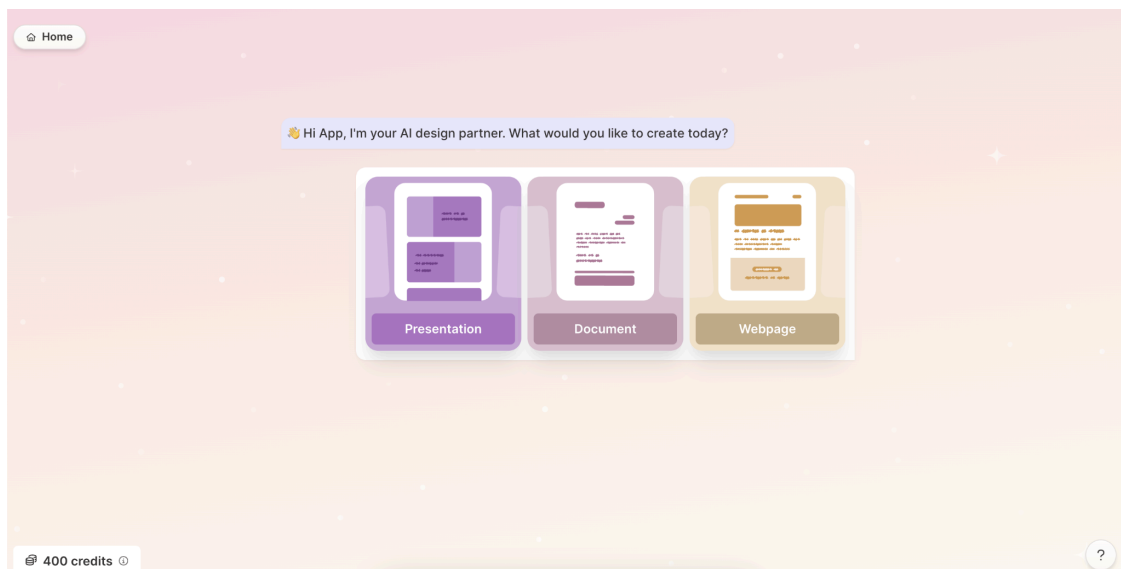 Home
👋 Hi App, I'm your AI design partner. What would you like to create today?
Presentation
Document
Webpage
400 credits
?